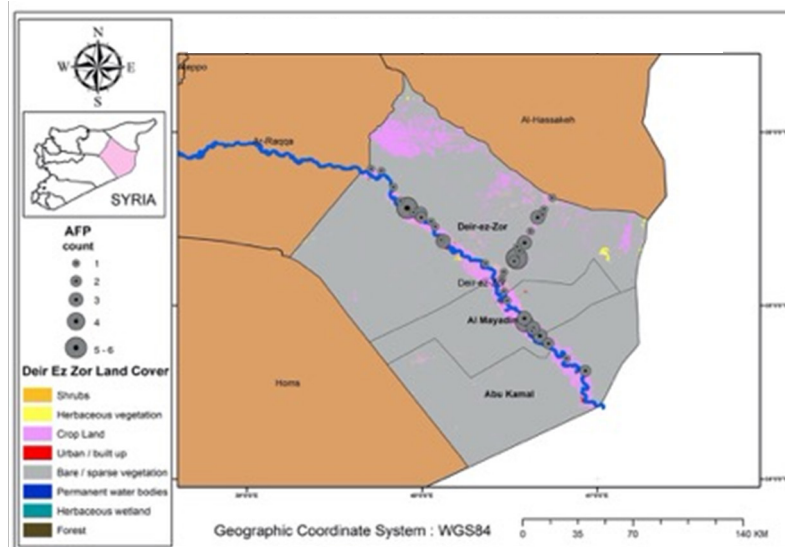 N
W E
S
SYRIA
AFP
count
1
2
3
4
5 - 6
Deir Ez Zor Land Cover
Shrubs
Herbaceous vegetation
Crop Land
Urban / built up
Bare / sparse vegetation
Permanent water bodies
Herbaceous wetland
Forest
Ar-Raqqa
Al-Hassakeh
Deir-ez-Zor
Al Mayadin
Homs
Abu Kamal
Geographic Coordinate System : WGS84
0 35 70 140 KM